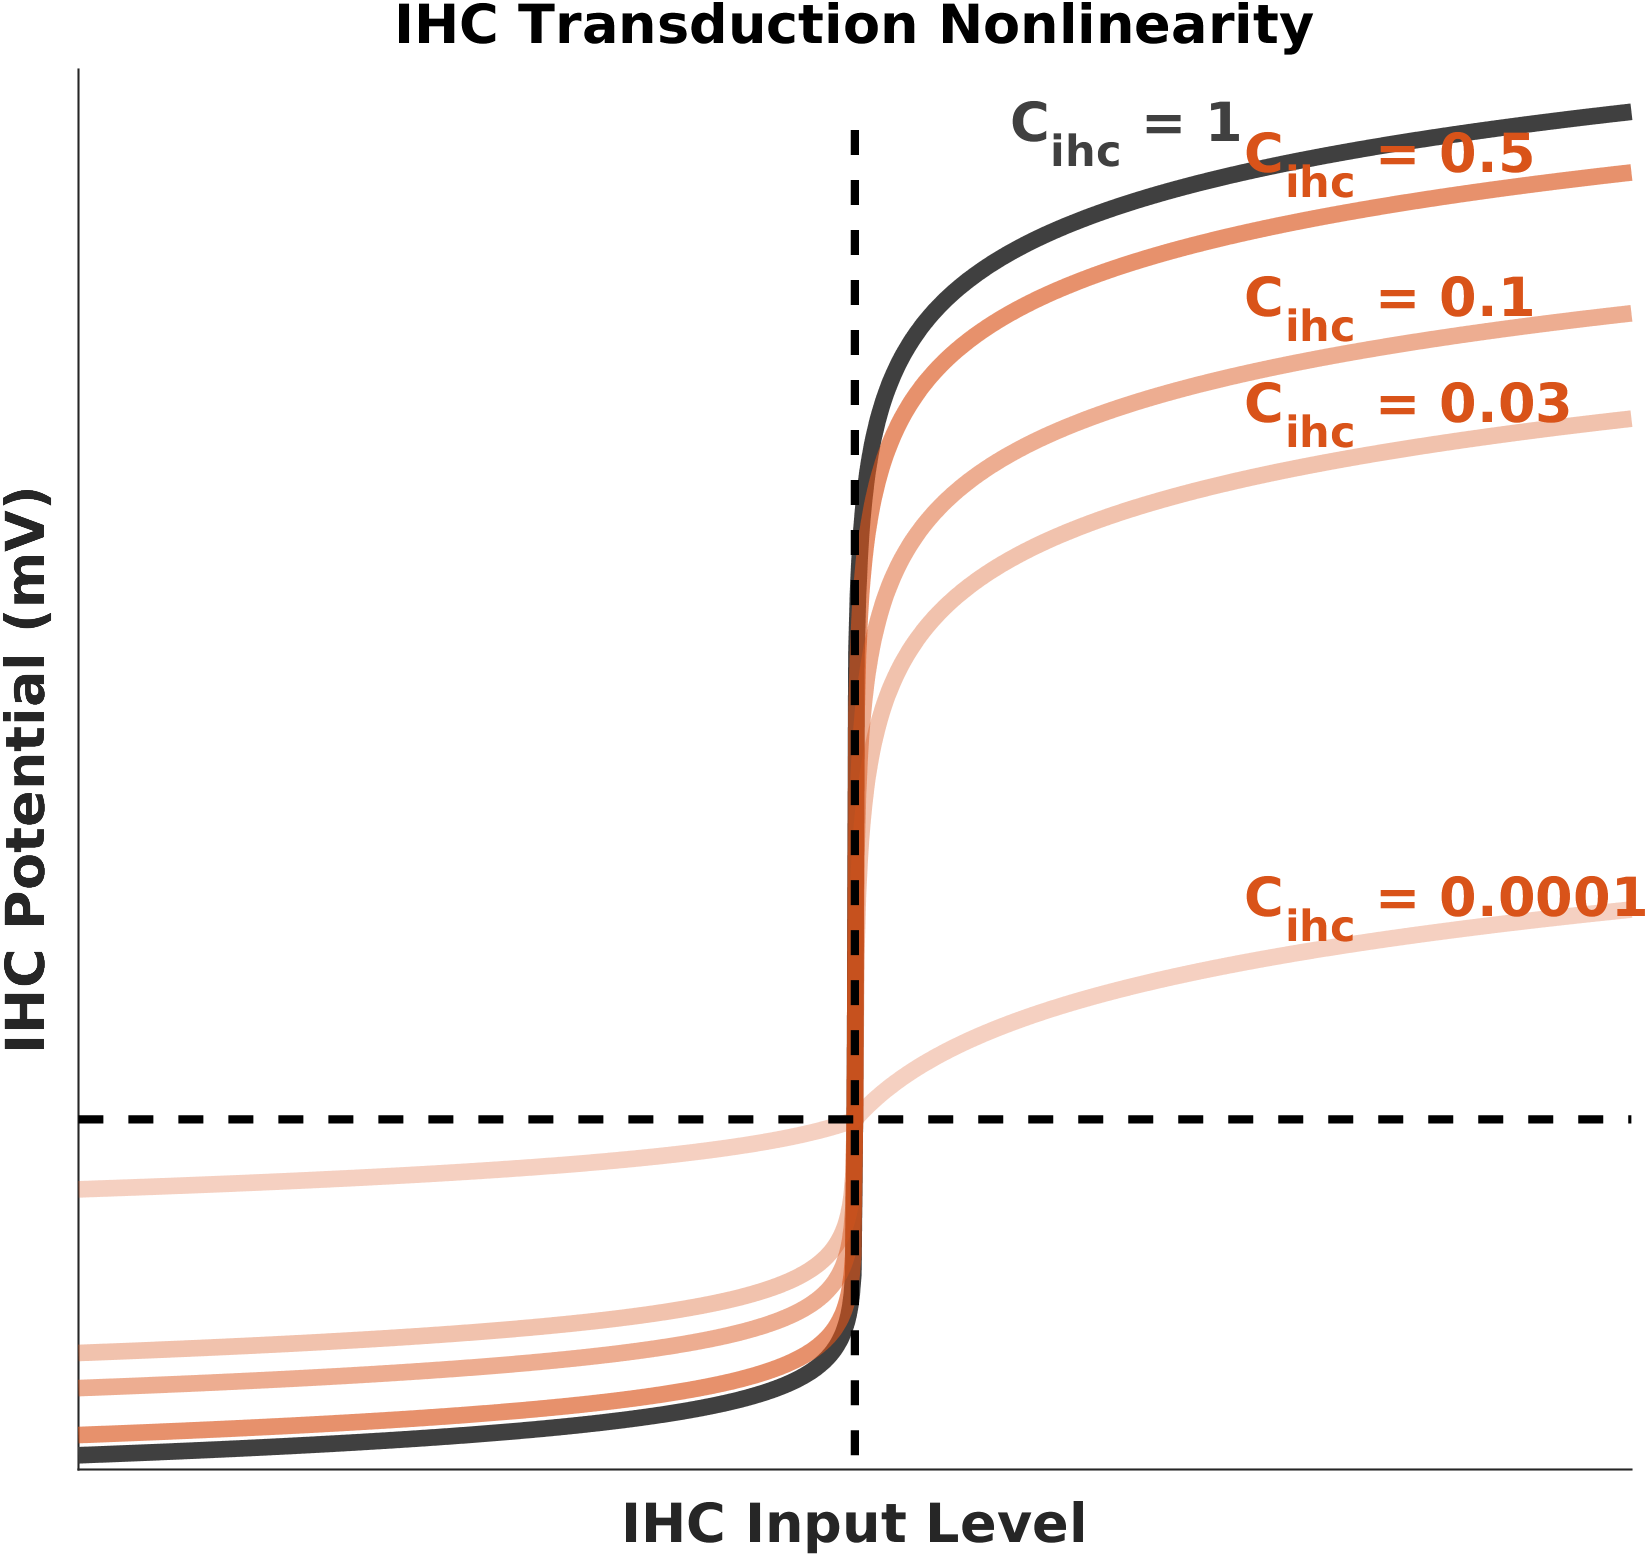 IHC Transduction Nonlinearity
C_ihc = 1
C_ihc = 0.5
C_ihc = 0.1
C_ihc = 0.03
C_ihc = 0.0001
IHC Potential (mV)
IHC Input Level